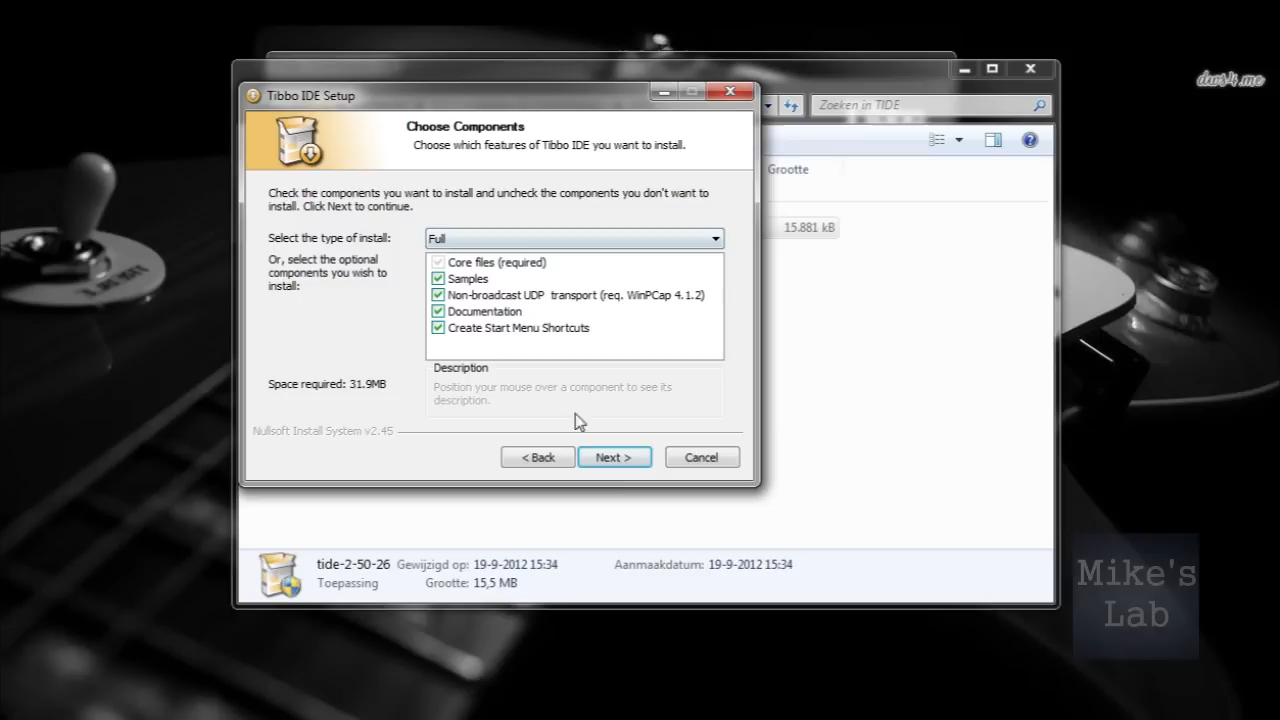 dws4.me
Tibbo IDE Setup
Zoeken in TIDE
Choose Components
Choose which features of Tibbo IDE you want to install.
Grootte
Check the components you want to install and uncheck the components you don't want to
install. Click Next to continue.
15.881 kB
Select the type of install:
Full
Or, select the optional
components you wish to
install:
Core files (required)
Samples
Non-broadcast UDP transport (req. WinPCap 4.1.2)
Documentation
Create Start Menu Shortcuts
Description
Space required: 31.9MB
Position your mouse over a component to see its
description.
Nullsoft Install System v2.45
< Back
Next >
Cancel
tide-2-50-26 Gewijzigd op: 19-9-2012 15:34 Aanmaakdatum: 19-9-2012 15:34
Toepassing Grootte: 15,5 MB
Mike's
Lab